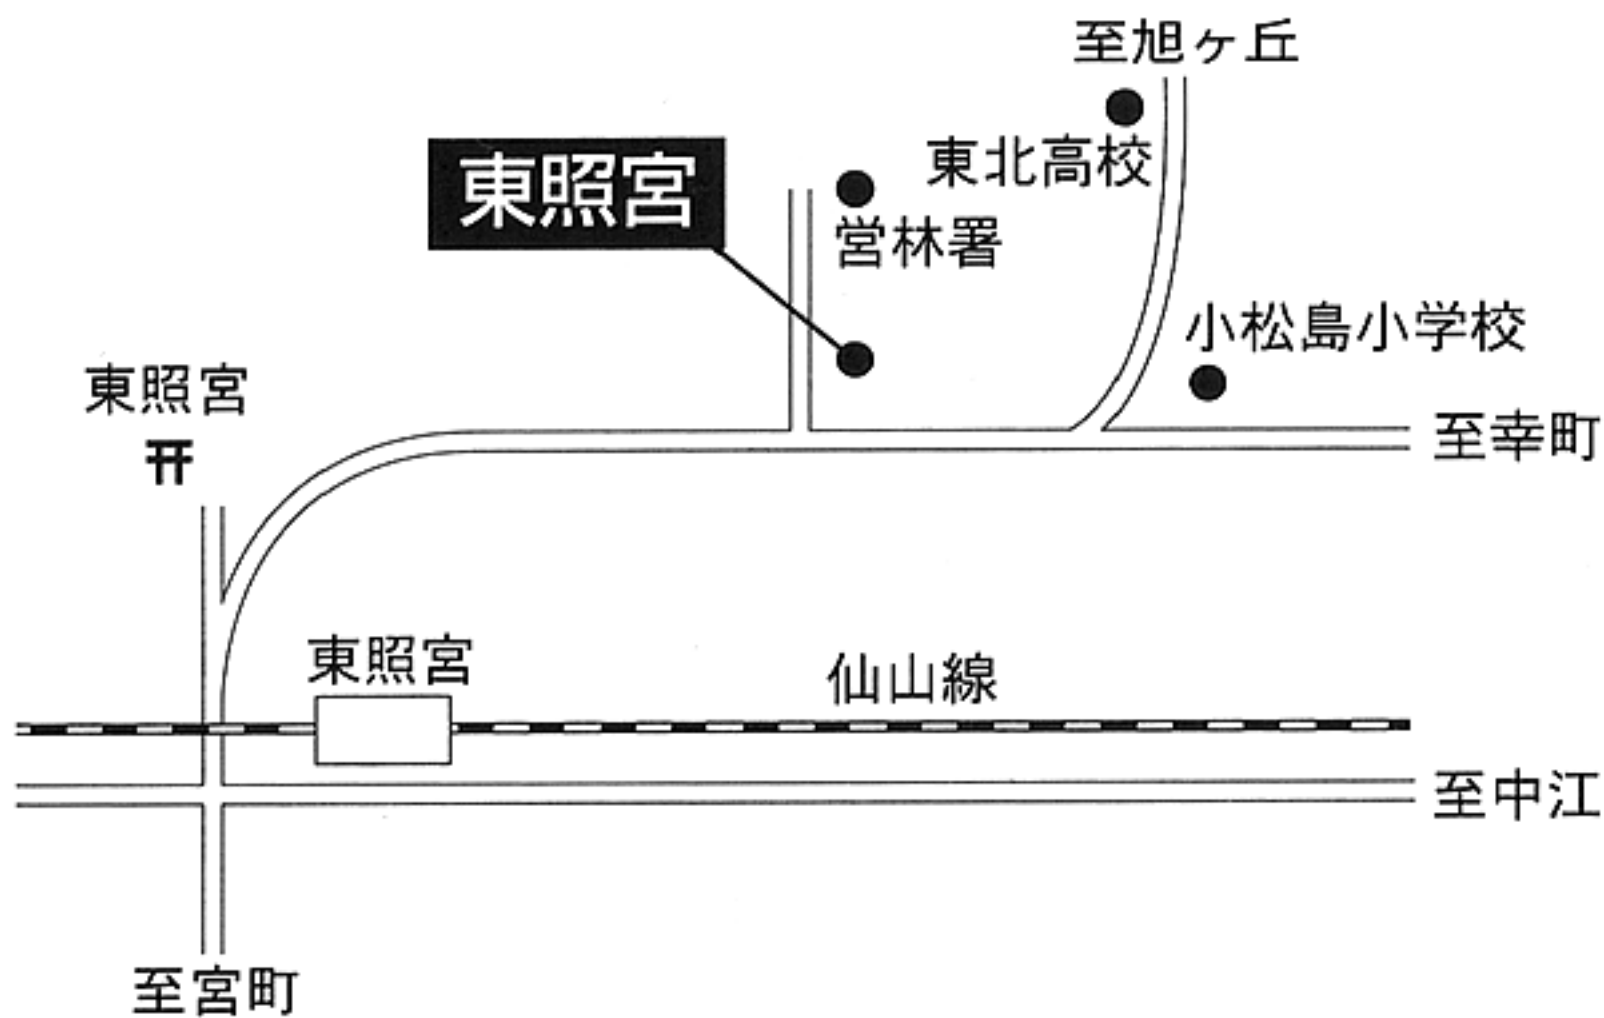 至旭ヶ丘
東北高校
東照宮
営林署
小松島小学校
東照宮
至幸町
東照宮
仙山線
至中江
至宮町